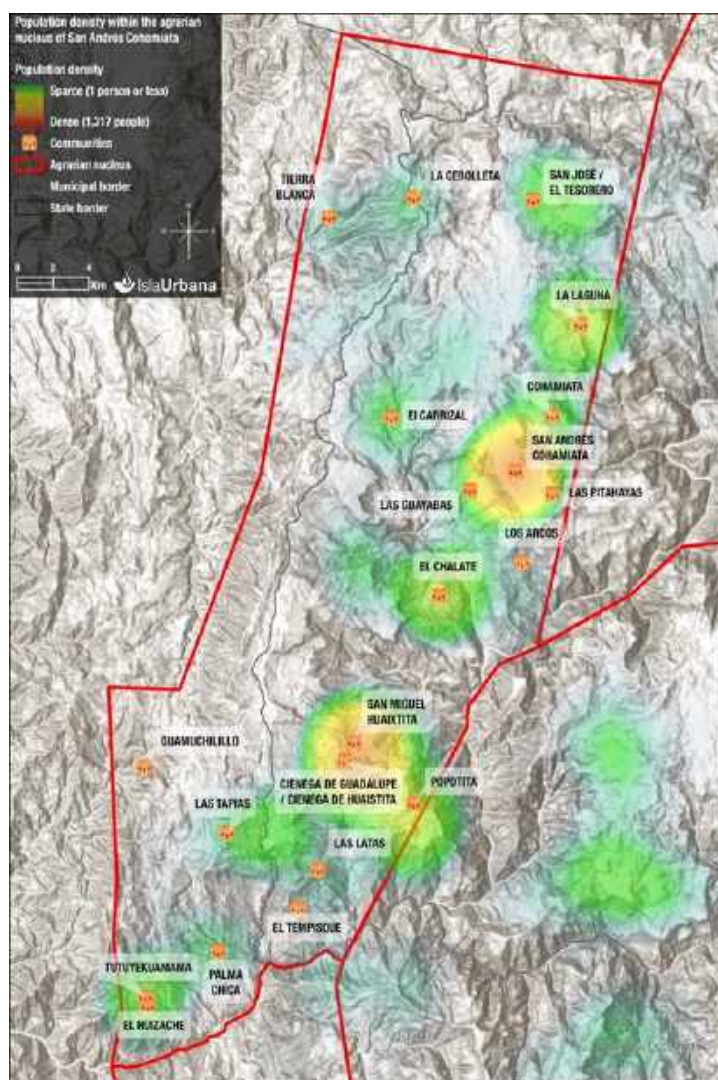 Population density within the agrarian
nucleus of San Andrés Cohamiata
Population density
Sparce (1 person or less)
Dense (1,317 people)
Communities
Agrarian nucleus
Municipal border
State border
0 2 4
Km
IslaUrbana
TIERRA
BLANCA
LA CEBOLLETA
SAN JOSÉ /
EL TESORERO
LA LAGUNA
COHAMIATA
El CARRIZAL
SAN ANDRÉS
COHAMIATA
LAS GUAYABAS
LAS PITAHAYAS
LOS ARCOS
EL CHALATE
SAN MIGUEL
HUAIXTITA
GUAMUCHILILLO
CIENEGA DE GUADALUPE
/ CIENEGA DE HUAISTITA
POPOTITA
LAS TAPIAS
LAS LATAS
EL TEMPISQUE
TUTUYEKUAMAMA
PALMA
CHICA
EL HUIZACHE